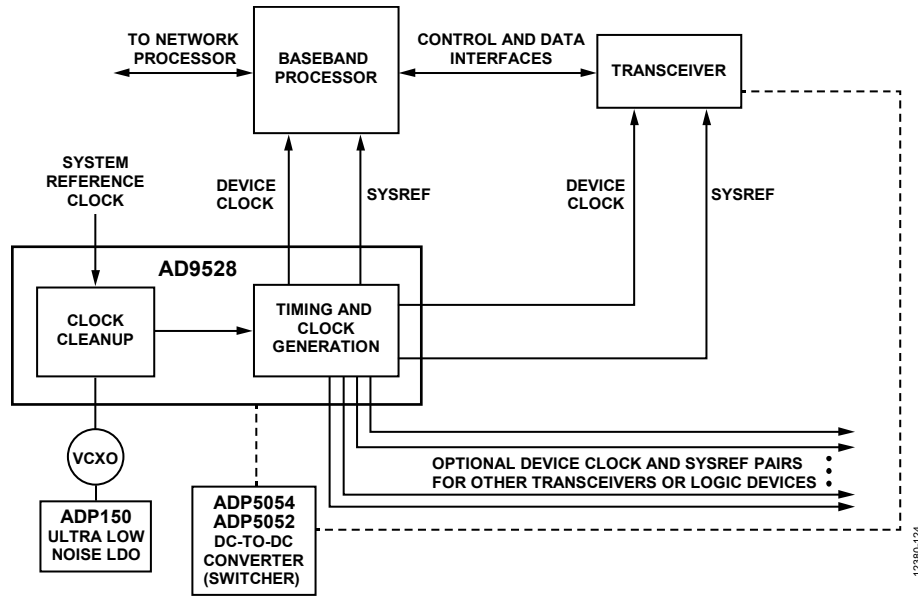 TO NETWORK
PROCESSOR
BASEBAND
PROCESSOR
CONTROL AND DATA
INTERFACES
TRANSCEIVER
SYSTEM
REFERENCE
CLOCK
DEVICE
CLOCK
SYSREF
DEVICE
CLOCK
SYSREF
AD9528
CLOCK
CLEANUP
TIMING AND
CLOCK
GENERATION
VCXO
OPTIONAL DEVICE CLOCK AND SYSREF PAIRS
FOR OTHER TRANSCEIVERS OR LOGIC DEVICES
ADP150
ULTRA LOW
NOISE LDO
ADP5054
ADP5052
DC-TO-DC
CONVERTER
(SWITCHER)
12380-124